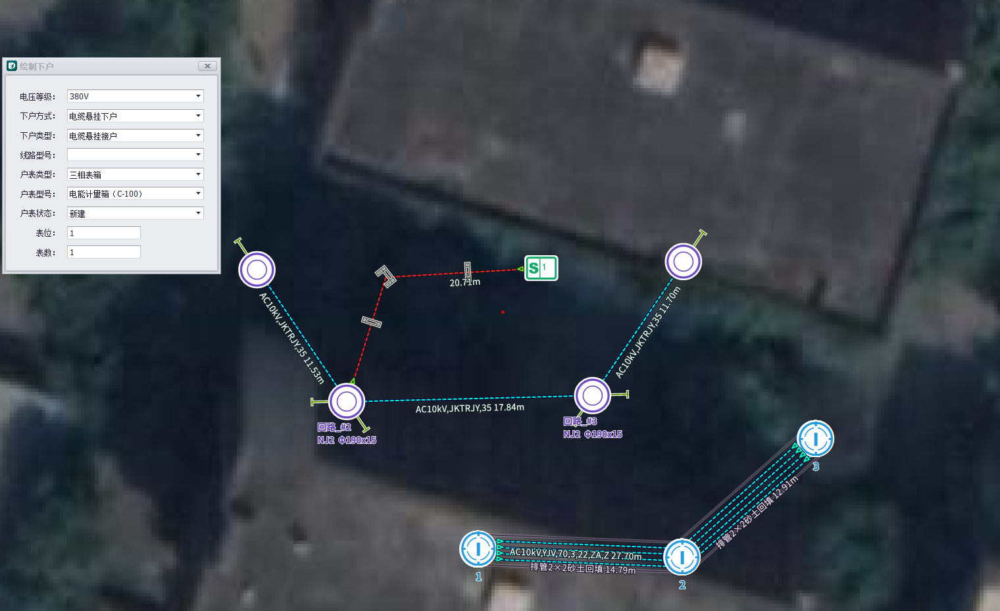 绘制下户
电压等级： 380V
下户方式： 电缆悬挂下户
下户类型： 电缆悬挂接户
线路型号：
户表类型： 三相表箱
户表型号： 电能计量箱（C-100）
户表状态： 新建
表位： 1
表数： 1
S 1
20.71m
AC10kV,JKTRJY,35 11.53m
AC10kV,JKTRJY,35 11.70m
AC10kV,JKTRJY,35 17.84m
回路_#2
NJ2 Φ190x15
回路_#3
NJ2 Φ190x15
3
排管2×2砂土回填 12.91m
AC10kV,YJV,70,3,22,ZA,Z 27.70m
排管2×2砂土回填 14.79m
1
2